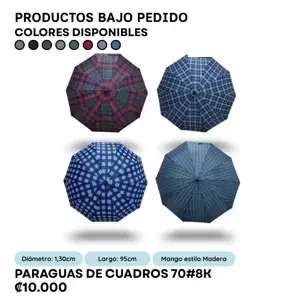 PRODUCTOS BAJO PEDIDO
COLORES DISPONIBLES
Diámetro: 1,30cm
Largo: 95cm
Mango estilo Madera
PARAGUAS DE CUADROS 70#8K
₡10.000